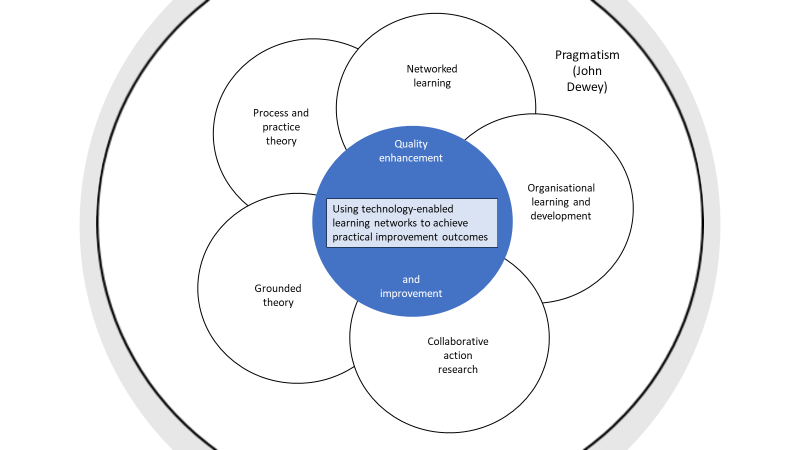 Networked
learning
Pragmatism
(John
Dewey)
Process and
practice
theory
Quality
enhancement
Organisational
learning and
development
Using technology-enabled
learning networks to achieve
practical improvement outcomes
and
improvement
Grounded
theory
Collaborative
action
research